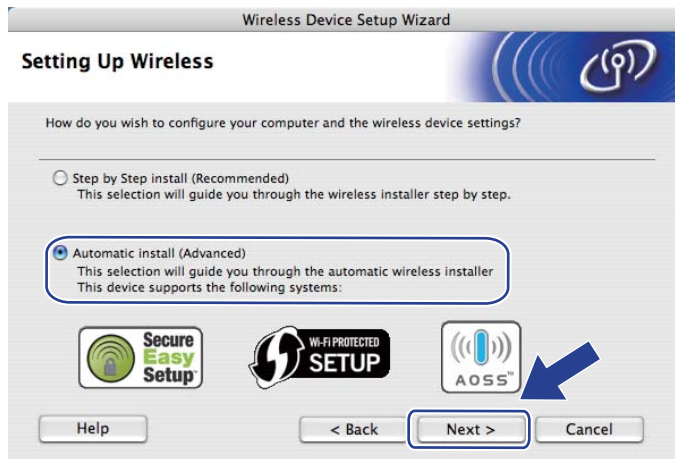 Wireless Device Setup Wizard
Setting Up Wireless
How do you wish to configure your computer and the wireless device settings?
Step by Step install (Recommended)
This selection will guide you through the wireless installer step by step.
Automatic install (Advanced)
This selection will guide you through the automatic wireless installer
This device supports the following systems:
Secure
Easy
Setup™
WI-FI PROTECTED
SETUP
AOSS™
Help
< Back
Next >
Cancel